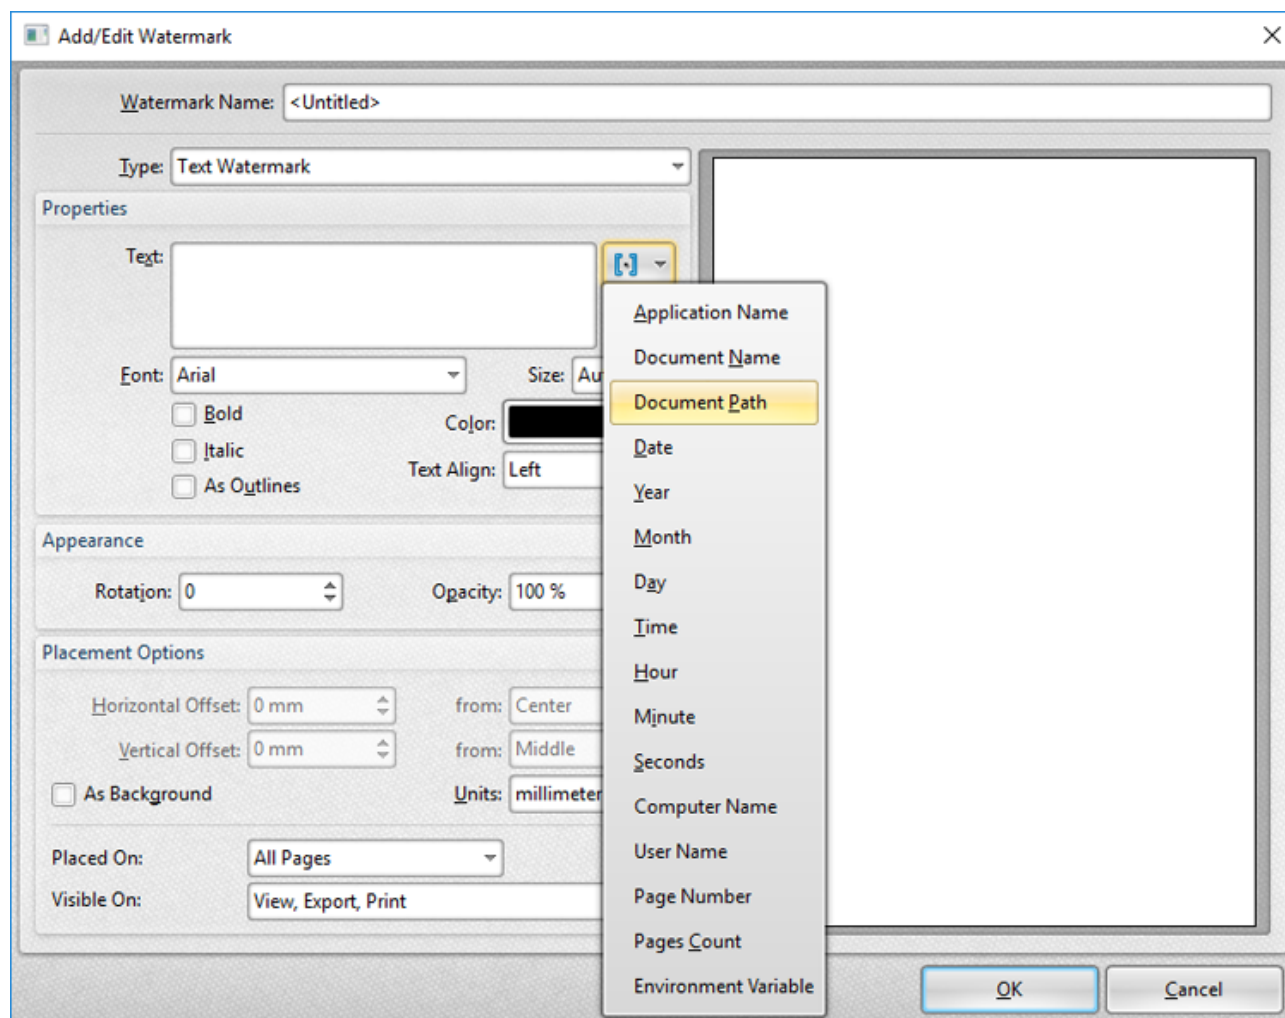 Add/Edit Watermark
Watermark Name: <Untitled>
Type: Text Watermark
Properties
Text:
Font: Arial
Size: Au
Bold
Color:
Italic
Text Align: Left
As Outlines
Appearance
Rotation: 0
Opacity: 100 %
Placement Options
Horizontal Offset: 0 mm
from: Center
Vertical Offset: 0 mm
from: Middle
As Background
Units: millimeter
Placed On: All Pages
Visible On: View, Export, Print
Application Name
Document Name
Document Path
Date
Year
Month
Day
Time
Hour
Minute
Seconds
Computer Name
User Name
Page Number
Pages Count
Environment Variable
OK
Cancel